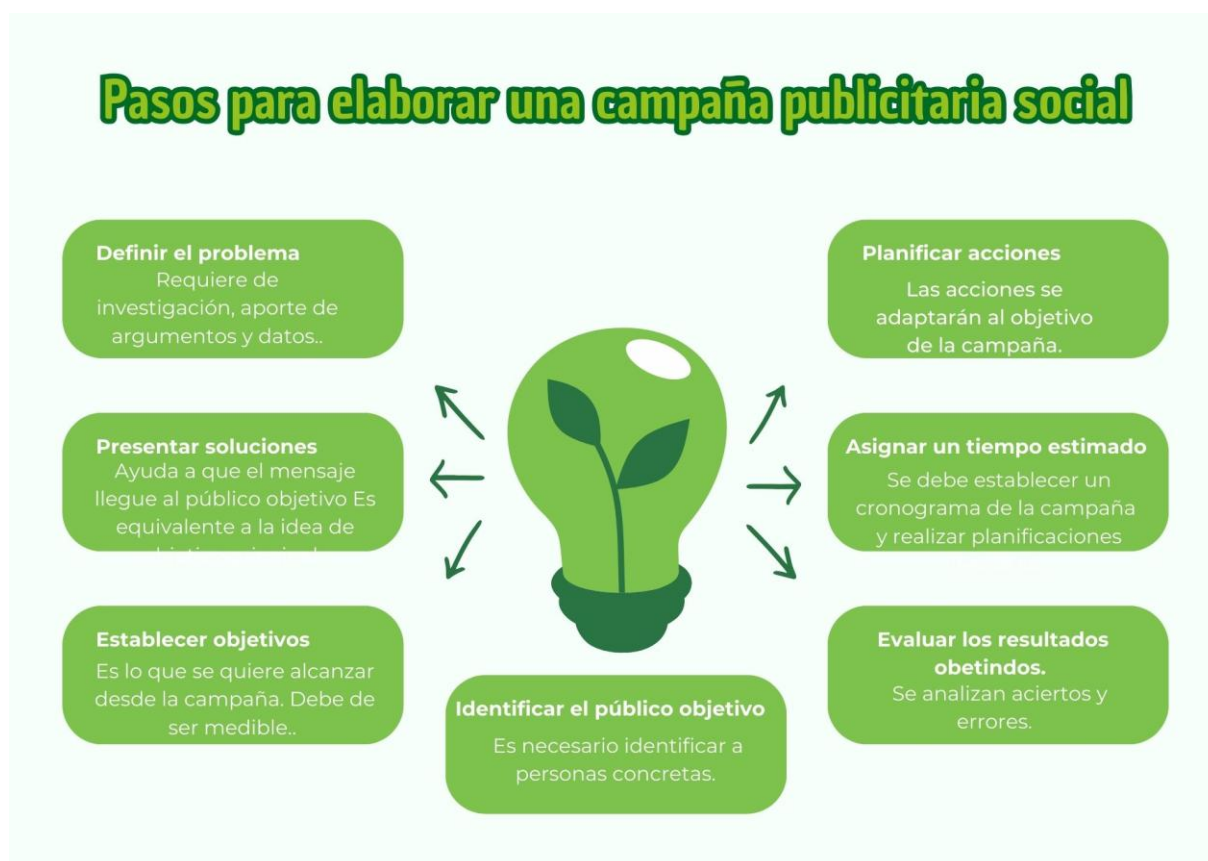 Pasos para elaborar una campaña publicitaria social
Definir el problema
Requiere de
investigación, aporte de
argumentos y datos..
Presentar soluciones
Ayuda a que el mensaje
llegue al público objetivo Es
equivalente a la idea de
Establecer objetivos
Es lo que se quiere alcanzar
desde la campaña. Debe de
ser medible..
Identificar el público objetivo
Es necesario identificar a
personas concretas.
Planificar acciones
Las acciones se
adaptarán al objetivo
de la campaña.
Asignar un tiempo estimado
Se debe establecer un
cronograma de la campaña
y realizar planificaciones
Evaluar los resultados
obetindos.
Se analizan aciertos y
errores.